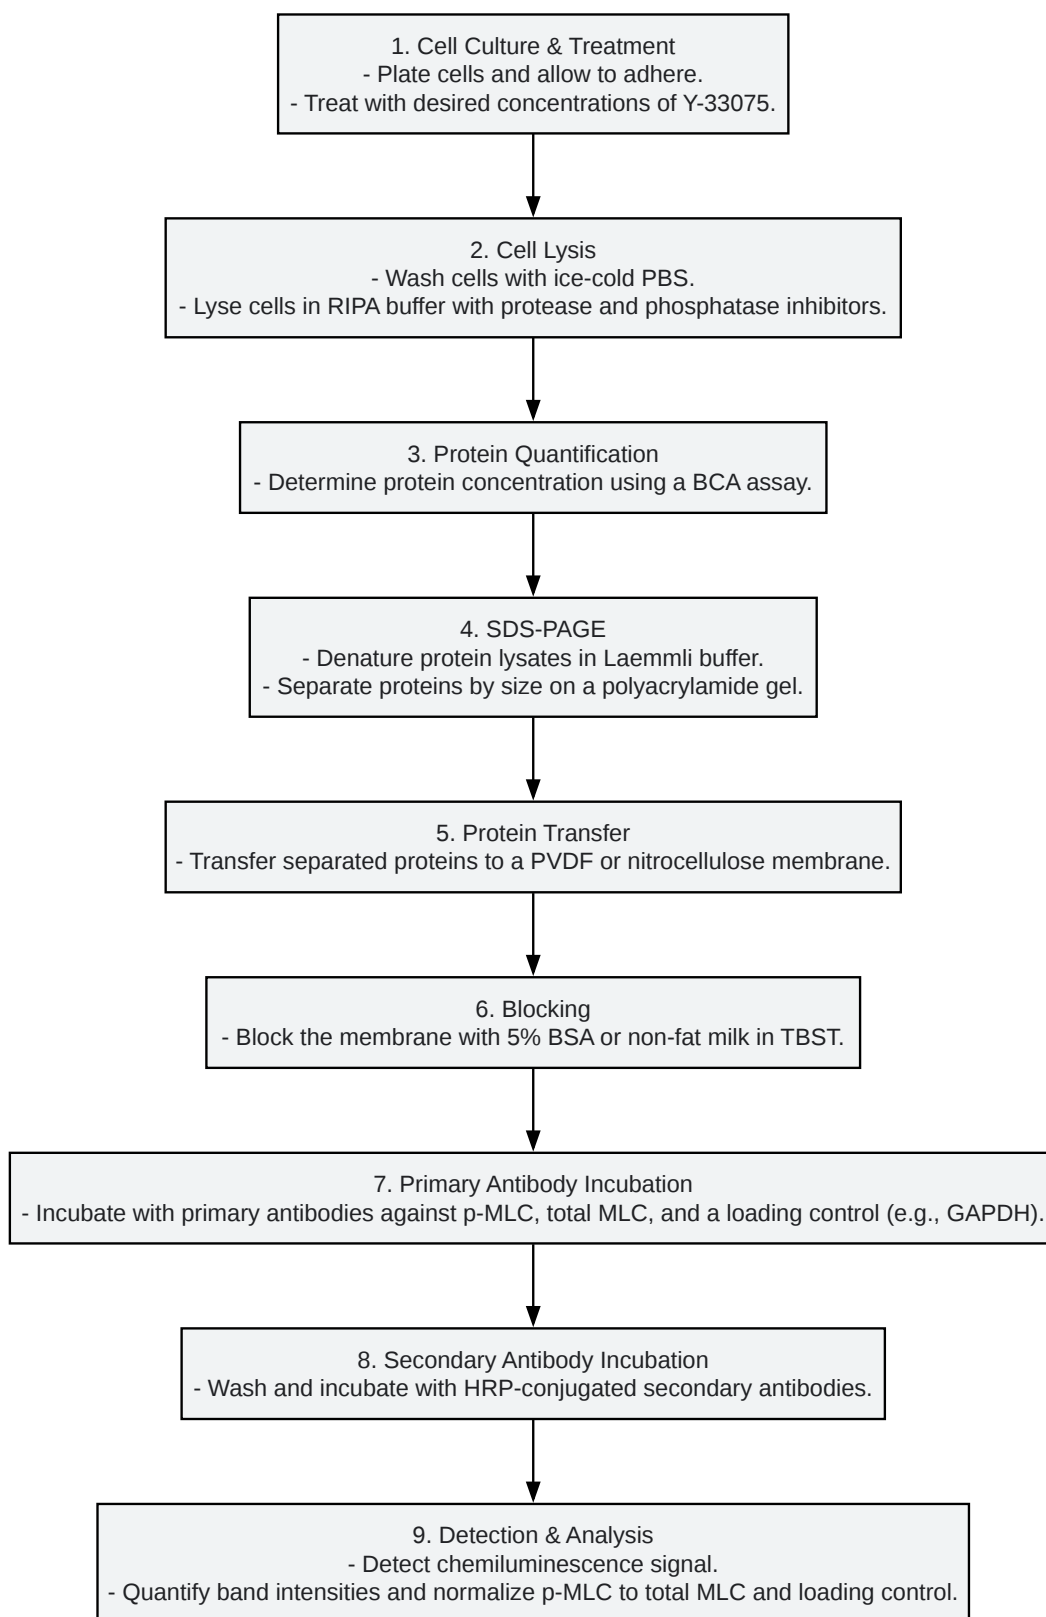 1. Cell Culture & Treatment
- Plate cells and allow to adhere.
- Treat with desired concentrations of Y-33075.
2. Cell Lysis
- Wash cells with ice-cold PBS.
- Lyse cells in RIPA buffer with protease and phosphatase inhibitors.
3. Protein Quantification
- Determine protein concentration using a BCA assay.
4. SDS-PAGE
- Denature protein lysates in Laemmli buffer.
- Separate proteins by size on a polyacrylamide gel.
5. Protein Transfer
- Transfer separated proteins to a PVDF or nitrocellulose membrane.
6. Blocking
- Block the membrane with 5% BSA or non-fat milk in TBST.
7. Primary Antibody Incubation
- Incubate with primary antibodies against p-MLC, total MLC, and a loading control (e.g., GAPDH).
8. Secondary Antibody Incubation
- Wash and incubate with HRP-conjugated secondary antibodies.
9. Detection & Analysis
- Detect chemiluminescence signal.
- Quantify band intensities and normalize p-MLC to total MLC and loading control.